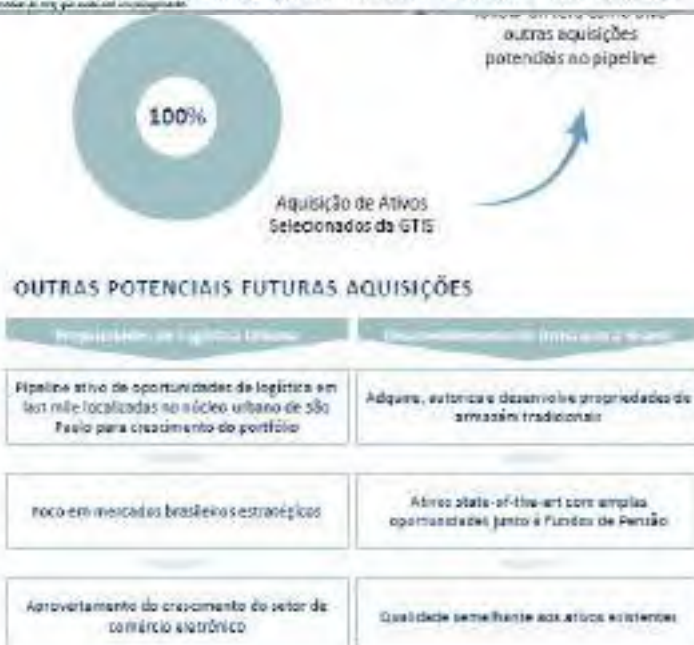 outras aquisições
potenciais no pipeline
100%
Aquisição de Ativos
Selecionados da GTIS
OUTRAS POTENCIAIS FUTURAS AQUISIÇÕES
Pipeline ativo de oportunidades de logística em
last mile localizadas no núcleo urbano de São
Paulo para crescimento do portfólio
Adquire, autoriza e desenvolve propriedades de
armazém tradicionais
Foco em mercados brasileiros estratégicos
Ativos state-of-the-art com amplas
oportunidades junto à Fundos de Pensão
Aproveitamento do crescimento do setor de
comércio eletrônico
Qualidade semelhante aos ativos existentes